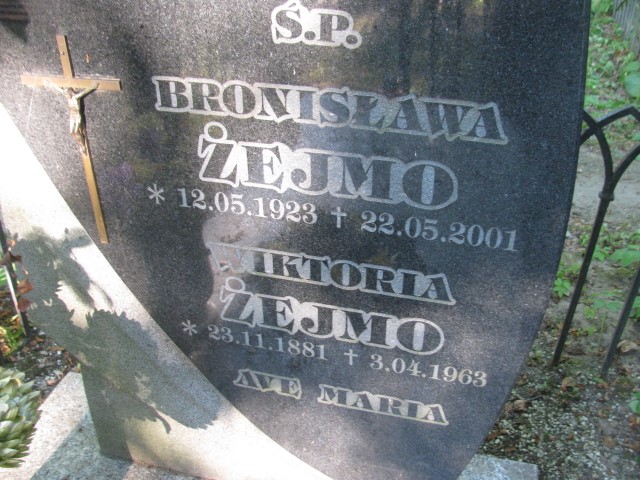 Ś.P.
BRONISŁAWA
ŻEJMO
* 12.05.1923 † 22.05.2001
WIKTORIA
ŻEJMO
* 23.11.1881 † 3.04.1963
AVE MARIA